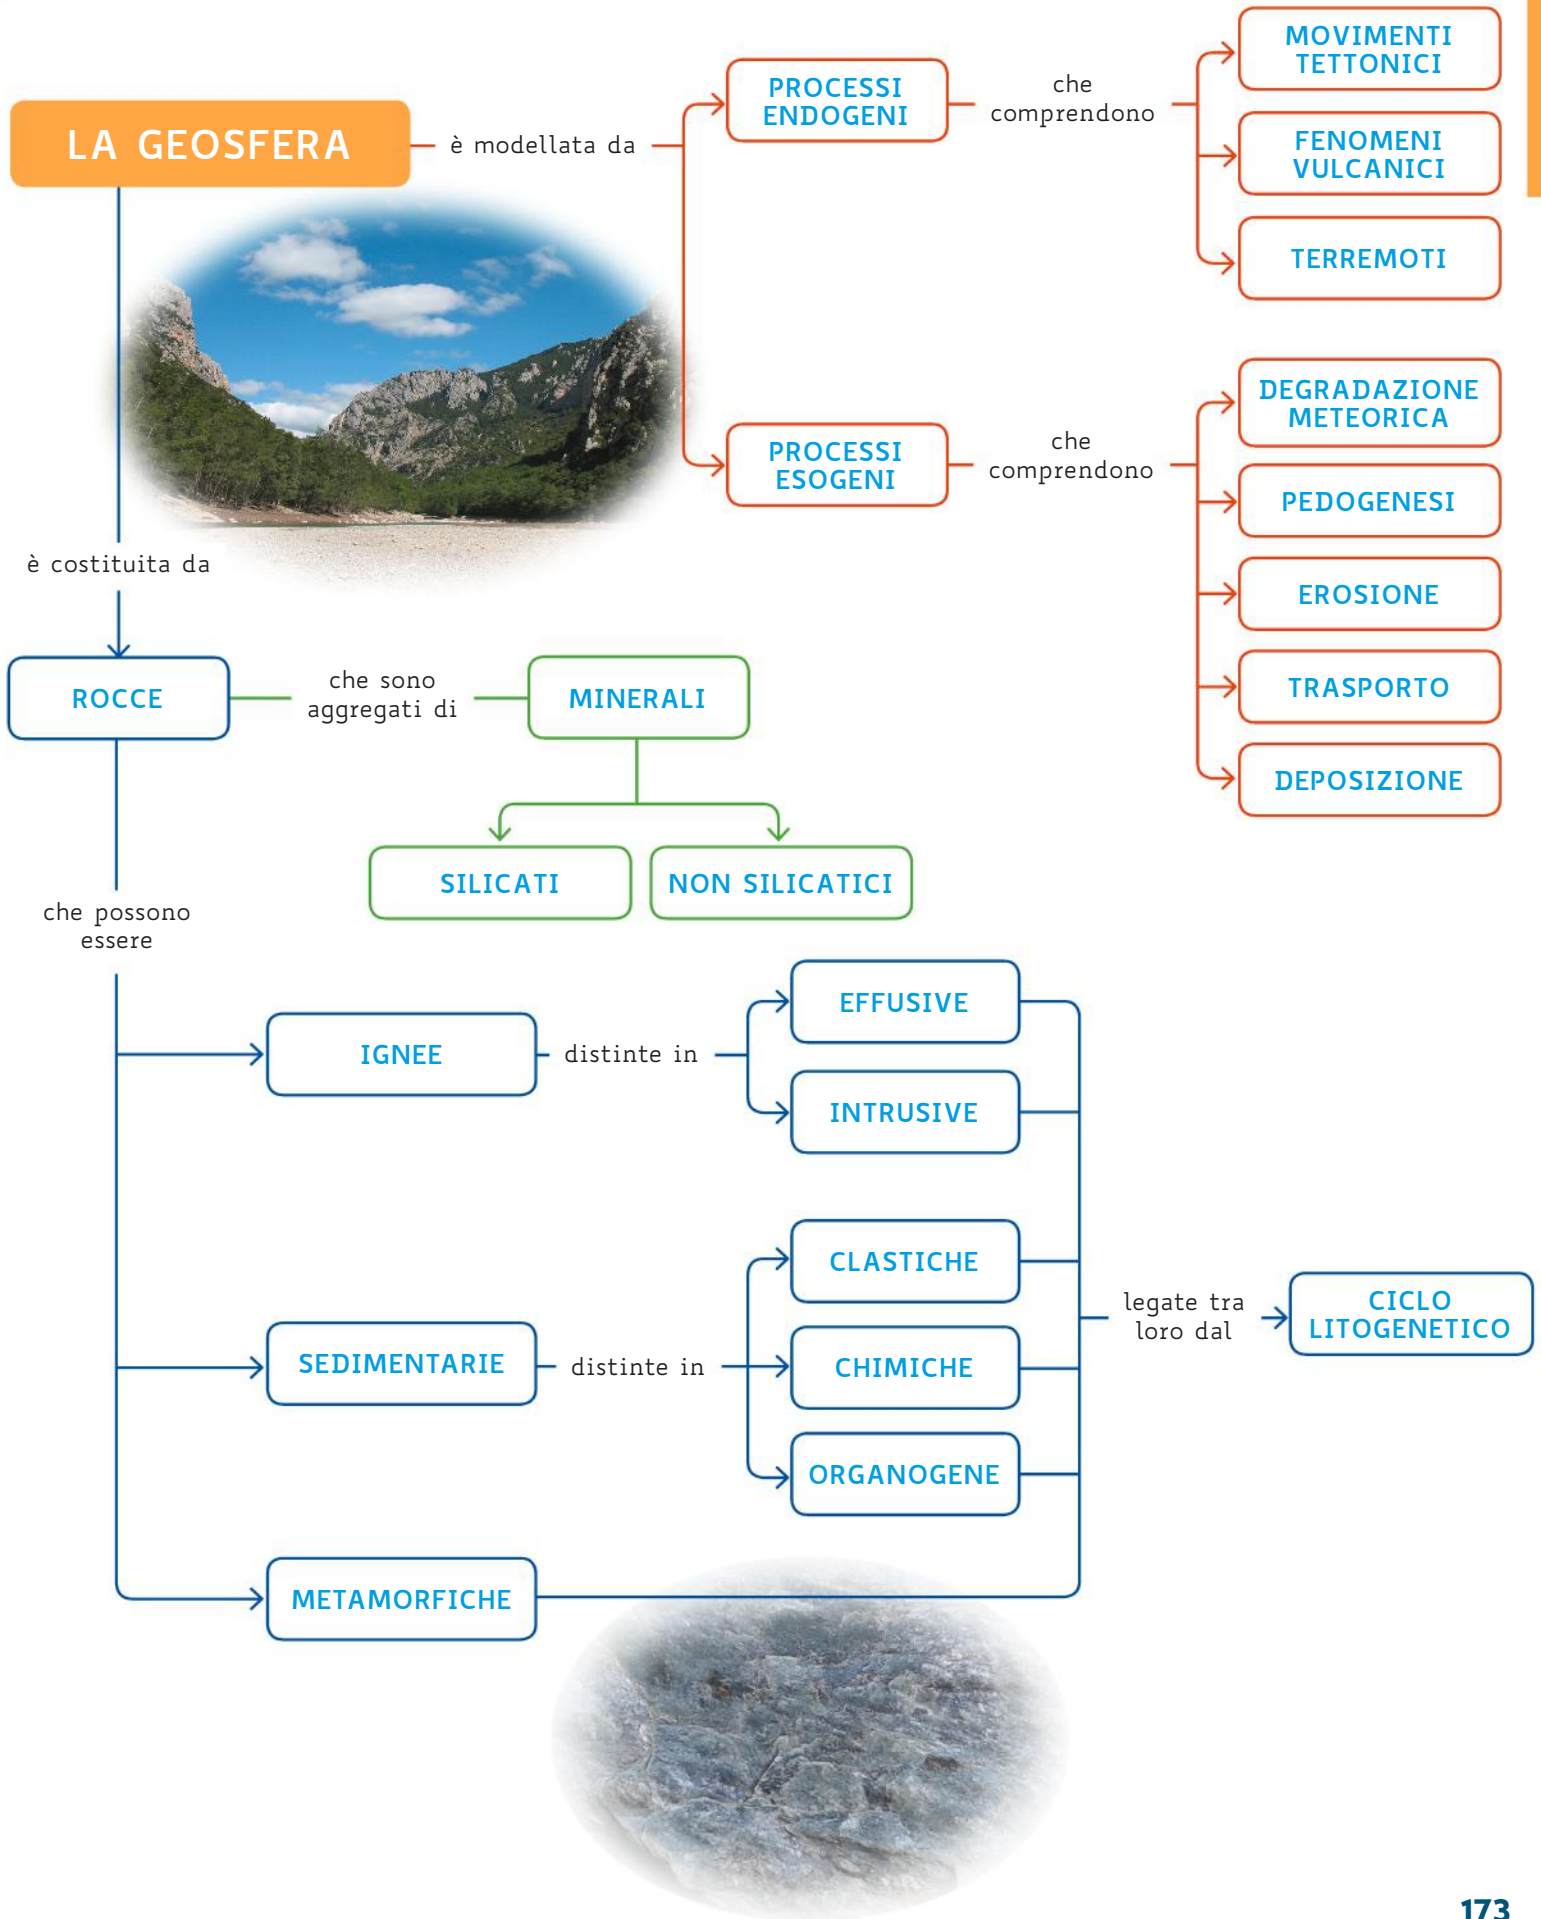 LA GEOSFERA
è modellata da
PROCESSI
ENDOGENI
che
comprendono
MOVIMENTI
TETTONICI
FENOMENI
VULCANICI
TERREMOTI
PROCESSI
ESOGENI
che
comprendono
DEGRADAZIONE
METEORICA
PEDOGENESI
EROSIONE
TRASPORTO
DEPOSIZIONE
è costituita da
ROCCE
che sono
aggregati di
MINERALI
SILICATI
NON SILICATICI
che possono
essere
IGNEE
distinte in
EFFUSIVE
INTRUSIVE
SEDIMENTARIE
distinte in
CLASTICHE
CHIMICHE
ORGANOGENE
METAMORFICHE
legate tra
loro dal
CICLO
LITOGENETICO
173